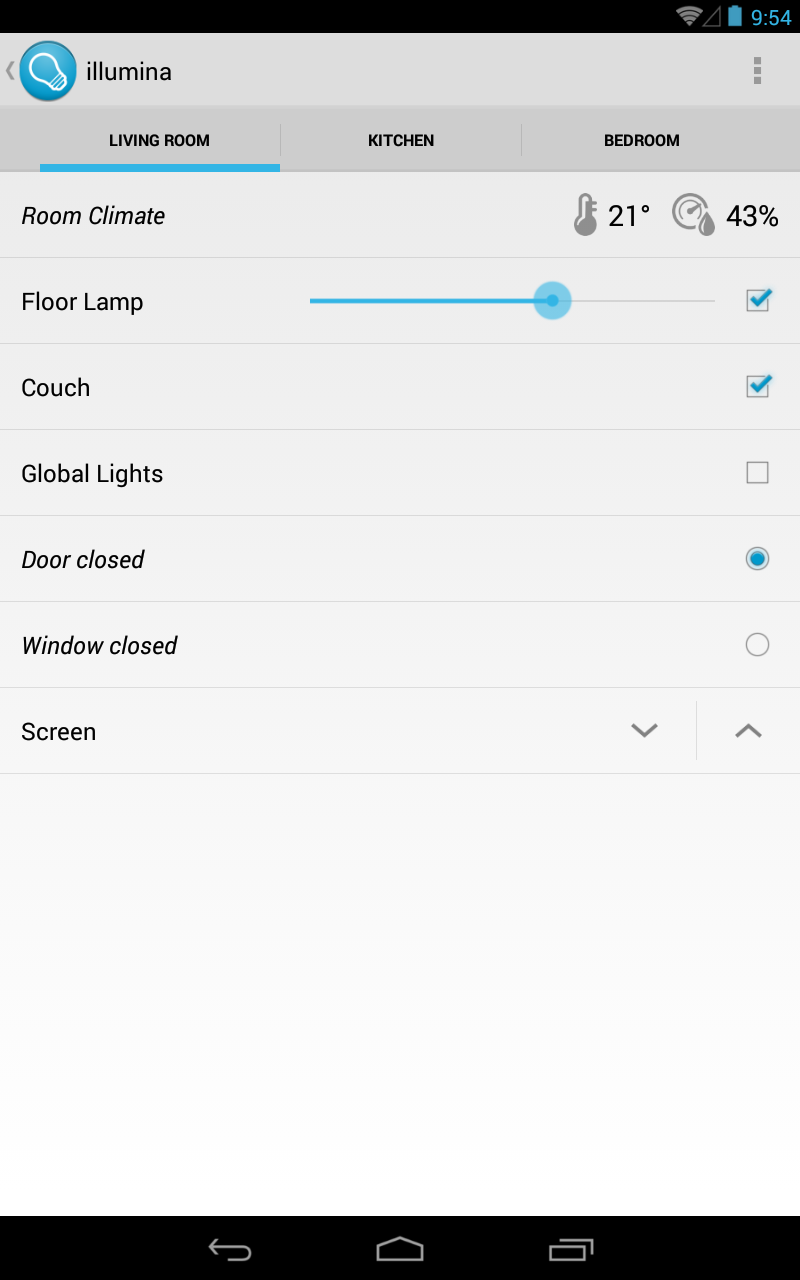 9:54
illumina
LIVING ROOM KITCHEN BEDROOM
Room Climate 21° 43%
Floor Lamp
Couch
Global Lights
Door closed
Window closed
Screen